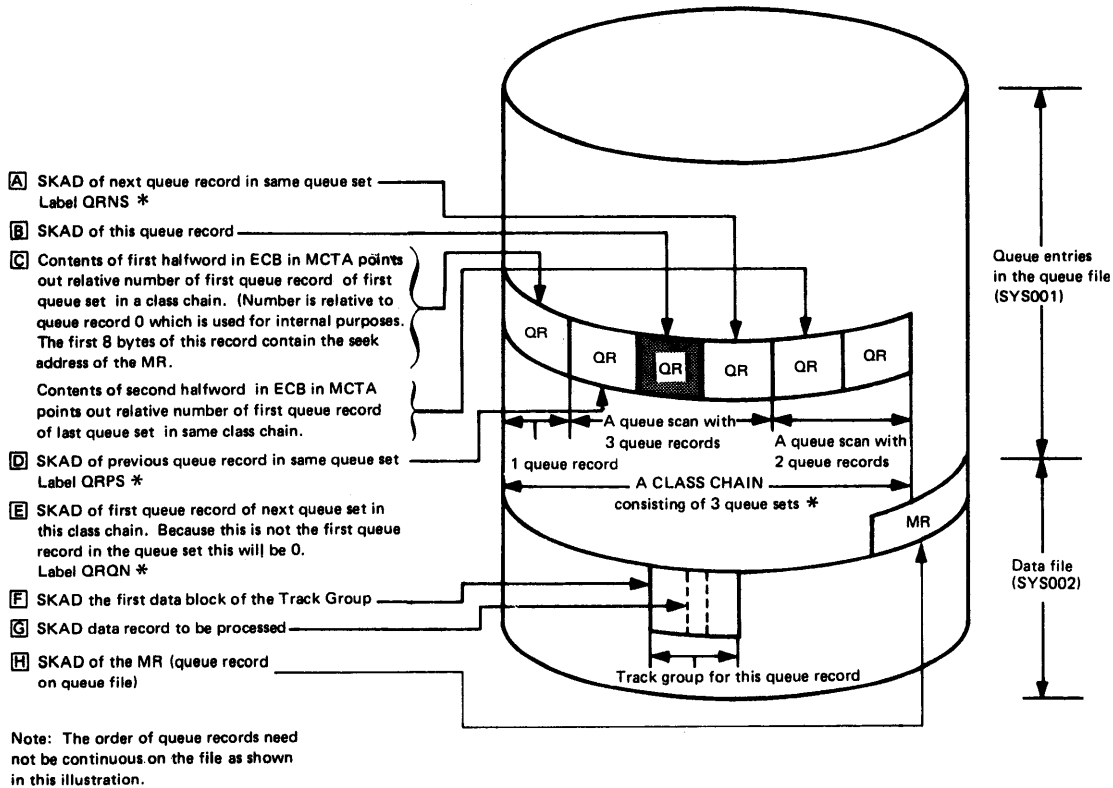 A SKAD of next queue record in same queue set
Label QRNS *
B SKAD of this queue record
C Contents of first halfword in ECB in MCTA points
out relative number of first queue record of first
queue set in a class chain. (Number is relative to
queue record 0 which is used for internal purposes.
The first 8 bytes of this record contain the seek
address of the MR.
Contents of second halfword in ECB in MCTA
points out relative number of first queue record
of last queue set in same class chain.
D SKAD of previous queue record in same queue set
Label QRPS *
E SKAD of first queue record of next queue set in
this class chain. Because this is not the first queue
record in the queue set this will be 0.
Label QRQN *
F SKAD the first data block of the Track Group
G SKAD data record to be processed
H SKAD of the MR (queue record
on queue file)
Note: The order of queue records need
not be continuous on the file as shown
in this illustration.
QR
QR
QR
QR
QR
QR
1 queue record
A queue scan with
3 queue records
A queue scan with
2 queue records
A CLASS CHAIN
consisting of 3 queue sets *
MR
Track group for this queue record
Queue entries
in the queue file
(SYS001)
Data file
(SYS002)